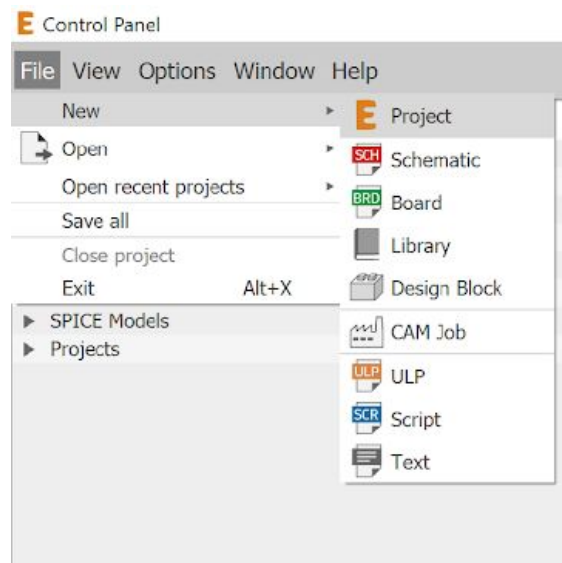 E Control Panel
File View Options Window Help
New
Open
Open recent projects
Save all
Close project
Exit Alt+X
SPICE Models
Projects
E Project
SCH Schematic
BRD Board
Library
Design Block
CAM Job
ULP ULP
SCR Script
Text